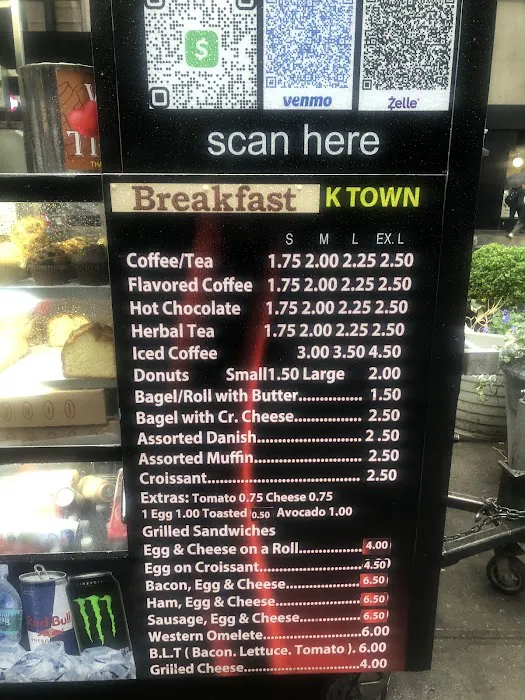 $
venmo
Zelle
scan here
Breakfast K TOWN
S M L EX. L
Coffee/Tea 1.75 2.00 2.25 2.50
Flavored Coffee 1.75 2.00 2.25 2.50
Hot Chocolate 1.75 2.00 2.25 2.50
Herbal Tea 1.75 2.00 2.25 2.50
Iced Coffee 3.00 3.50 4.50
Donuts Small1.50 Large 2.00
Bagel/Roll with Butter................ 1.50
Bagel with Cr. Cheese................. 2.50
Assorted Danish......................... 2 .50
Assorted Muffin.......................... 2.50
Croissant..................................... 2.50
Extras: Tomato 0.75 Cheese 0.75
1 Egg 1.00 Toasted 0.50 Avocado 1.00
Grilled Sandwiches
Egg & Cheese on a Roll................ 4.00
Egg on Croissant......................... 4.50
Bacon, Egg & Cheese.................... 6.50
Ham, Egg & Cheese...................... 6.50
Sausage, Egg & Cheese................. 6.50
Western Omelete.........................6.00
B.L.T ( Bacon. Lettuce. Tomato ). 6.00
Grilled Cheese.............................4.00
Red Bull